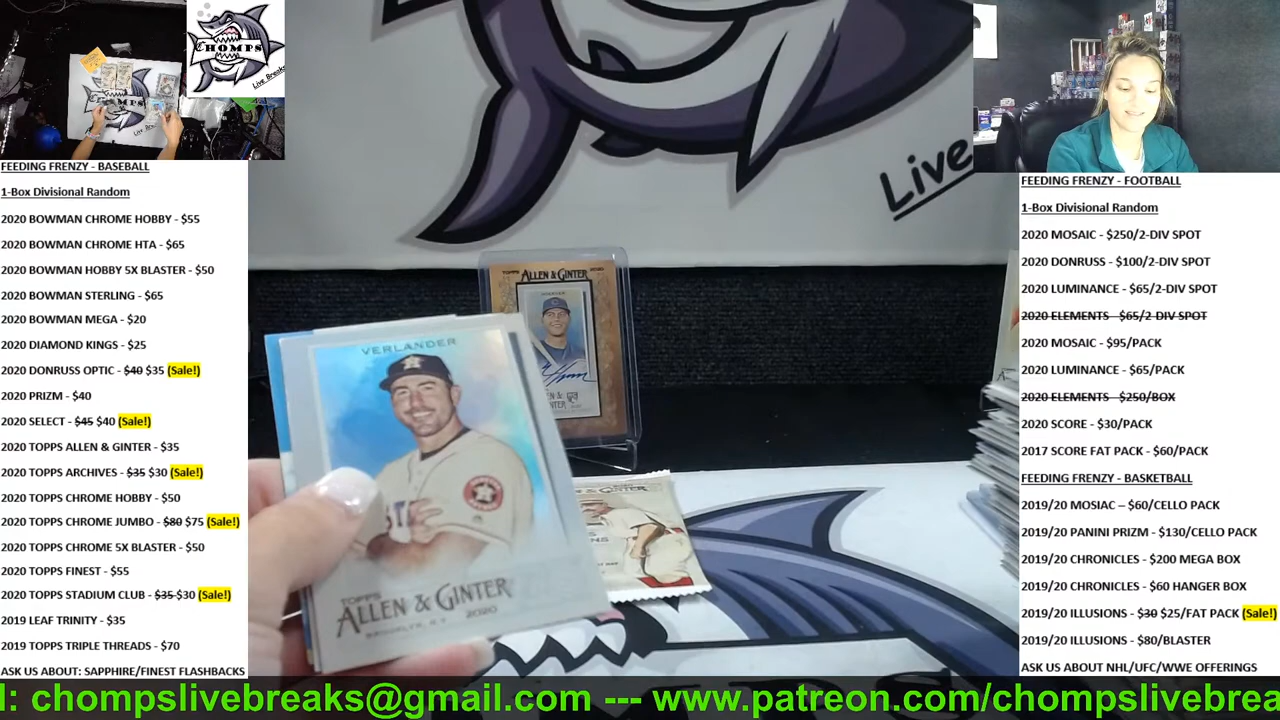 CHOMPS
Live Breaks
FEEDING FRENZY - BASEBALL
1-Box Divisional Random
2020 BOWMAN CHROME HOBBY - $55
2020 BOWMAN CHROME HTA - $65
2020 BOWMAN HOBBY 5X BLASTER - $50
2020 BOWMAN STERLING - $65
2020 BOWMAN MEGA - $20
2020 DIAMOND KINGS - $25
2020 DONRUSS OPTIC - $40 $35 (Sale!)
2020 PRIZM - $40
2020 SELECT - $45 $40 (Sale!)
2020 TOPPS ALLEN & GINTER - $35
2020 TOPPS ARCHIVES - $35 $30 (Sale!)
2020 TOPPS CHROME HOBBY - $50
2020 TOPPS CHROME JUMBO - $80 $75 (Sale!)
2020 TOPPS CHROME 5X BLASTER - $50
2020 TOPPS FINEST - $55
2020 TOPPS STADIUM CLUB - $35 $30 (Sale!)
2019 LEAF TRINITY - $35
2019 TOPPS TRIPLE THREADS - $70
ASK US ABOUT: SAPPHIRE/FINEST FLASHBACKS
Live
TOPPS ALLEN & GINTER 2020
HOERNER
VERLANDER
TOPPS
ALLEN & GINTER
BROOKLYN, N.Y. 2020
FEEDING FRENZY - FOOTBALL
1-Box Divisional Random
2020 MOSAIC - $250/2-DIV SPOT
2020 DONRUSS - $100/2-DIV SPOT
2020 LUMINANCE - $65/2-DIV SPOT
2020 ELEMENTS - $65/2-DIV SPOT
2020 MOSAIC - $95/PACK
2020 LUMINANCE - $65/PACK
2020 ELEMENTS - $250/BOX
2020 SCORE - $30/PACK
2017 SCORE FAT PACK - $60/PACK
FEEDING FRENZY - BASKETBALL
2019/20 MOSIAC – $60/CELLO PACK
2019/20 PANINI PRIZM - $130/CELLO PACK
2019/20 CHRONICLES - $200 MEGA BOX
2019/20 CHRONICLES - $60 HANGER BOX
2019/20 ILLUSIONS - $30 $25/FAT PACK (Sale!)
2019/20 ILLUSIONS - $80/BLASTER
ASK US ABOUT NHL/UFC/WWE OFFERINGS
l: chompslivebreaks@gmail.com --- www.patreon.com/chompslivebrea